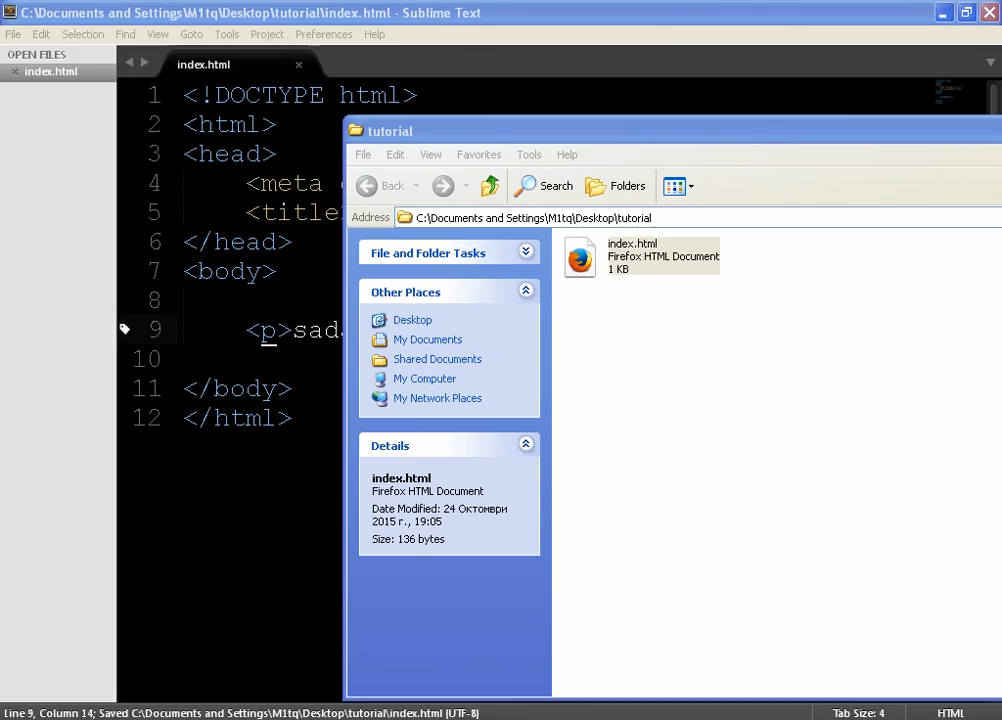 C:\Documents and Settings\M1tq\Desktop\tutorial\index.html - Sublime Text
File Edit Selection Find View Goto Tools Project Preferences Help
OPEN FILES
index.html
index.html
1 <!DOCTYPE html>
2 <html>
3 <head>
4 <meta
5 <title
6 </head>
7 <body>
8
9 <p>sad
10
11 </body>
12 </html>
tutorial
File Edit View Favorites Tools Help
Back Search Folders
Address C:\Documents and Settings\M1tq\Desktop\tutorial
File and Folder Tasks
Other Places
Desktop
My Documents
Shared Documents
My Computer
My Network Places
Details
index.html
Firefox HTML Document
Date Modified: 24 Октомври
2015 г., 19:05
Size: 136 bytes
index.html
Firefox HTML Document
1 KB
Line 9, Column 14; Saved C:\Documents and Settings\M1tq\Desktop\tutorial\index.html (UTF-8) Tab Size: 4 HTML